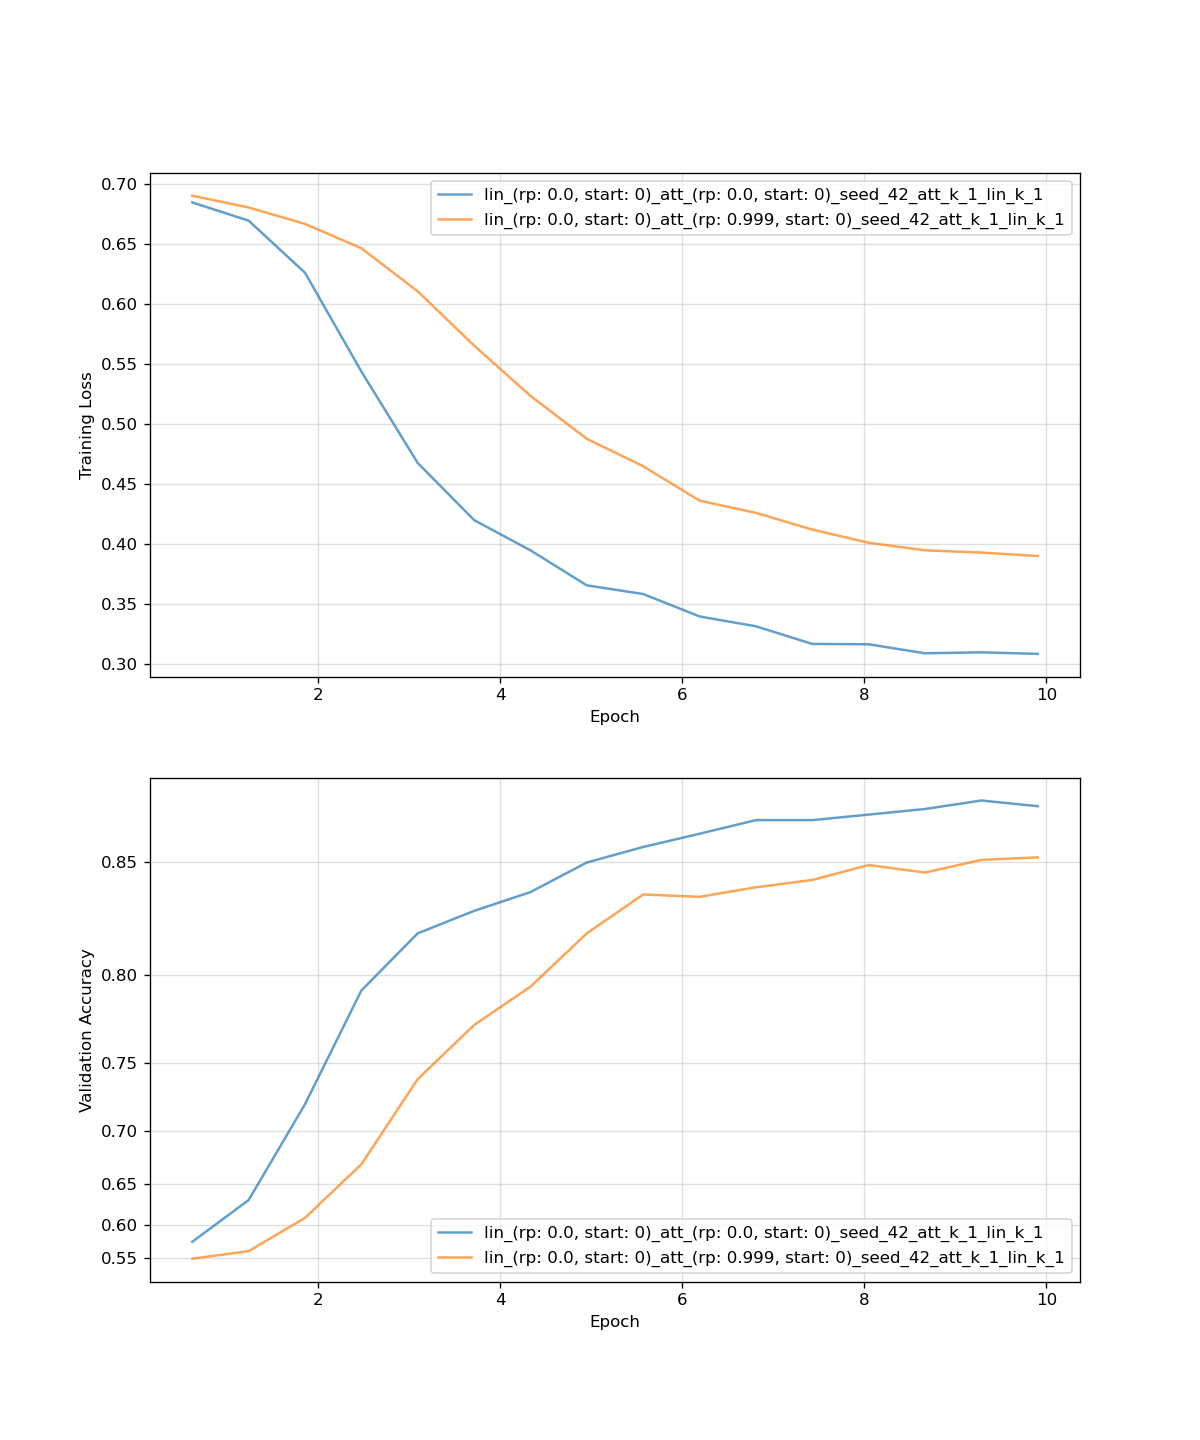 0.70
0.65
0.60
0.55
0.50
0.45
0.40
0.35
0.30
Training Loss
lin_(rp: 0.0, start: 0)_att_(rp: 0.0, start: 0)_seed_42_att_k_1_lin_k_1
lin_(rp: 0.0, start: 0)_att_(rp: 0.999, start: 0)_seed_42_att_k_1_lin_k_1
2 4 6 8 10
Epoch
0.85
0.80
0.75
0.70
0.65
0.60
0.55
Validation Accuracy
lin_(rp: 0.0, start: 0)_att_(rp: 0.0, start: 0)_seed_42_att_k_1_lin_k_1
lin_(rp: 0.0, start: 0)_att_(rp: 0.999, start: 0)_seed_42_att_k_1_lin_k_1
2 4 6 8 10
Epoch